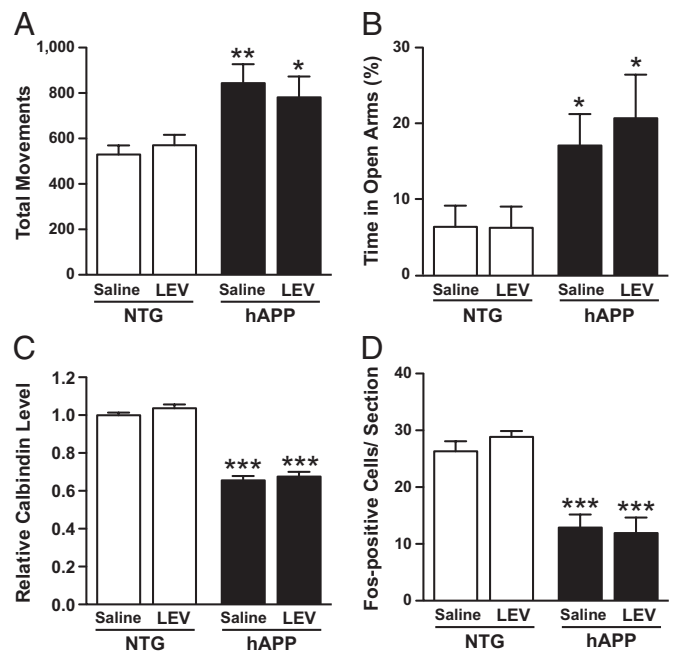 A
Total Movements
1,000
800
600
400
200
0
** *
Saline LEV Saline LEV
NTG hAPP
B
Time in Open Arms (%)
30
20
10
0
* *
Saline LEV Saline LEV
NTG hAPP
C
Relative Calbindin Level
1.2
1.0
0.8
0.6
0.4
0.2
0.0
*** ***
Saline LEV Saline LEV
NTG hAPP
D
Fos-positive Cells/ Section
40
30
20
10
0
*** ***
Saline LEV Saline LEV
NTG hAPP